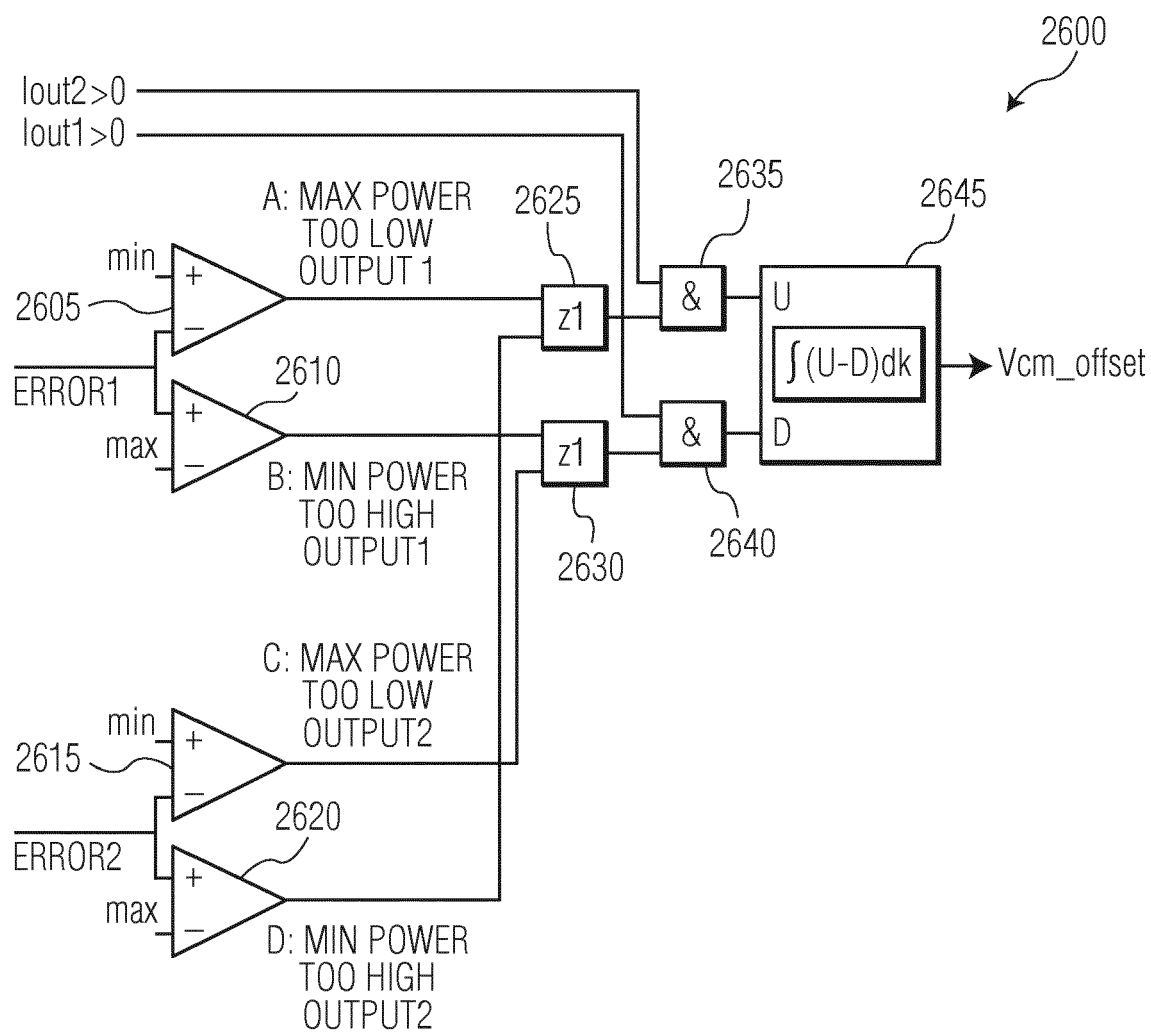 2600
Iout2>0
Iout1>0
A: MAX POWER
TOO LOW
OUTPUT 1
2625
2635
2645
min
+
−
2605
z1
&
U
∫(U-D)dk
D
Vcm_offset
ERROR1
2610
+
max
−
z1
&
B: MIN POWER
TOO HIGH
OUTPUT1
2630
2640
C: MAX POWER
TOO LOW
OUTPUT2
min
+
2615
−
2620
ERROR2
+
max
−
D: MIN POWER
TOO HIGH
OUTPUT2